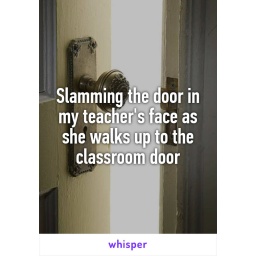 Slamming the door in
my teacher's face as
she walks up to the
classroom door
whisper